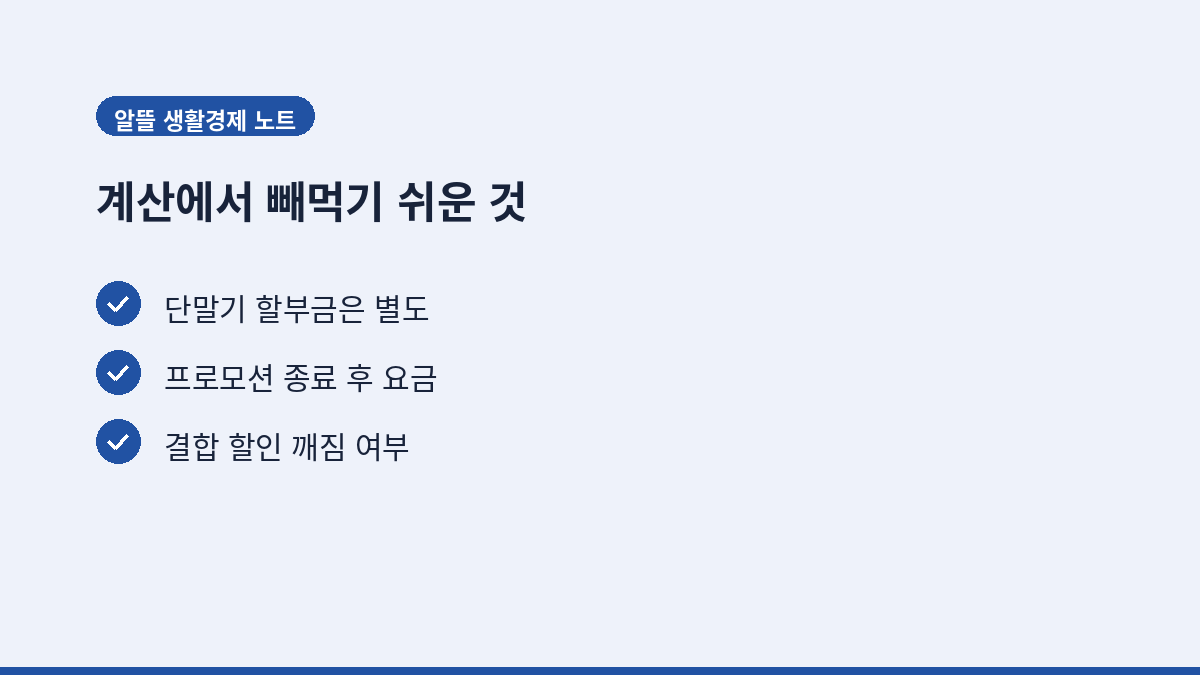 알뜰 생활경제 노트
계산에서 빼먹기 쉬운 것
단말기 할부금은 별도
프로모션 종료 후 요금
결합 할인 깨짐 여부